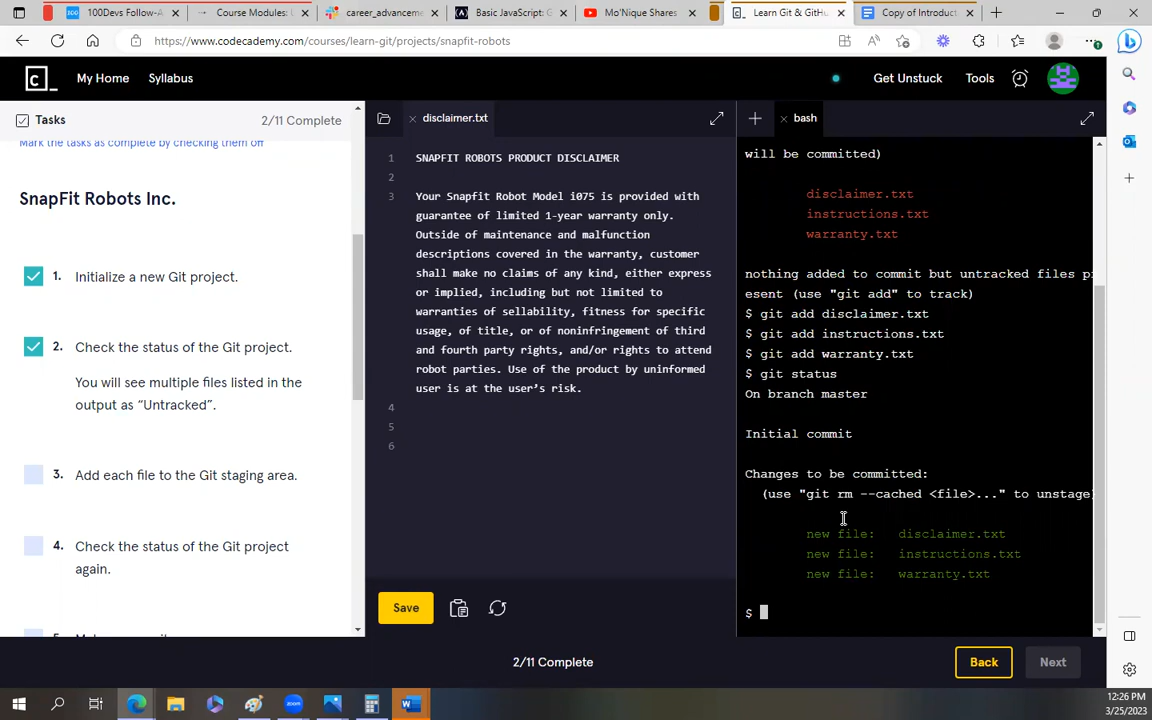 100Devs Follow-A
Course Modules: (
career_advanceme
Basic JavaScript: G
Mo'Nique Shares
Learn Git & GitHu
Copy of Introduct
https://www.codecademy.com/courses/learn-git/projects/snapfit-robots
My Home
Syllabus
Get Unstuck
Tools
Tasks
2/11 Complete
Mark the tasks as complete by checking them off
SnapFit Robots Inc.
1. Initialize a new Git project.
2. Check the status of the Git project.
You will see multiple files listed in the
output as “Untracked”.
3. Add each file to the Git staging area.
4. Check the status of the Git project
again.
disclaimer.txt
1 SNAPFIT ROBOTS PRODUCT DISCLAIMER
2
3 Your Snapfit Robot Model i075 is provided with
guarantee of limited 1-year warranty only.
Outside of maintenance and malfunction
descriptions covered in the warranty, customer
shall make no claims of any kind, either express
or implied, including but not limited to
warranties of sellability, fitness for specific
usage, of title, or of noninfringement of third
and fourth party rights, and/or rights to attend
robot parties. Use of the product by uninformed
user is at the user’s risk.
4
5
6
Save
bash
will be committed)
disclaimer.txt
instructions.txt
warranty.txt
nothing added to commit but untracked files pr
esent (use "git add" to track)
$ git add disclaimer.txt
$ git add instructions.txt
$ git add warranty.txt
$ git status
On branch master
Initial commit
Changes to be committed:
(use "git rm --cached <file>..." to unstage)
new file: disclaimer.txt
new file: instructions.txt
new file: warranty.txt
$
2/11 Complete
Back
Next
12:26 PM
3/25/2023